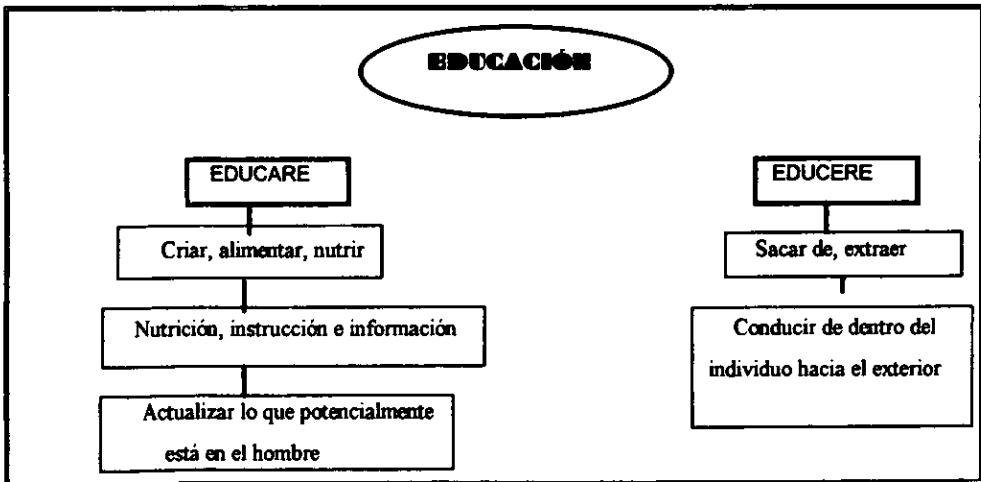 EDUCACIÓN
EDUCARE
Criar, alimentar, nutrir
Nutrición, instrucción e información
Actualizar lo que potencialmente
está en el hombre
EDUCERE
Sacar de, extraer
Conducir de dentro del
individuo hacia el exterior